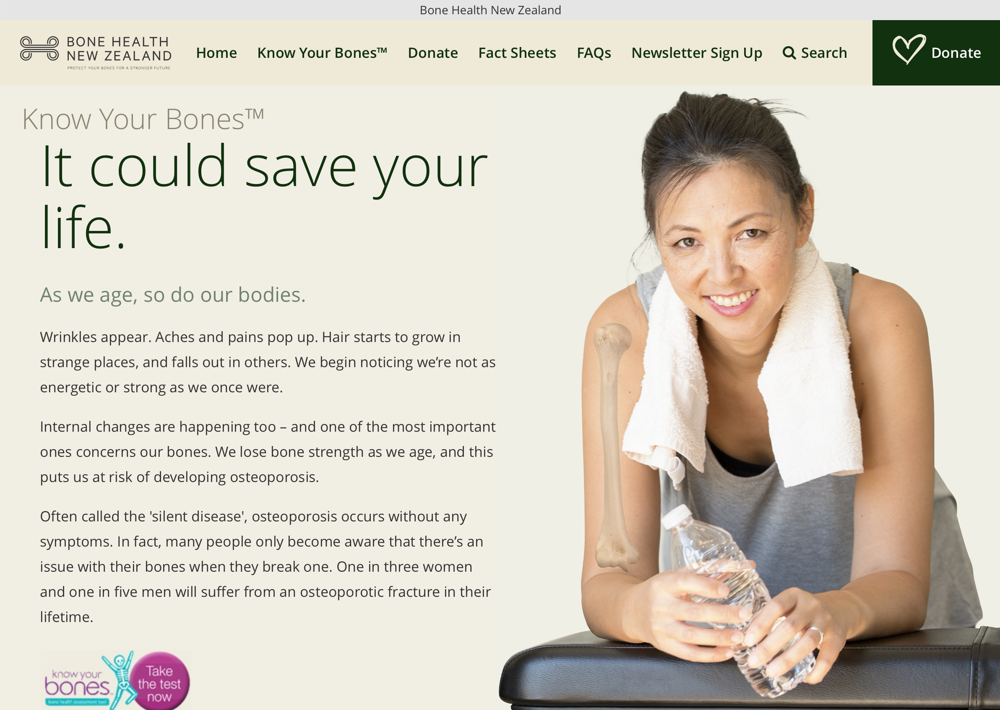 Bone Health New Zealand
BONE HEALTH
NEW ZEALAND
PROTECT YOUR BONES FOR A STRONGER FUTURE
Home
Know Your Bones™
Donate
Fact Sheets
FAQs
Newsletter Sign Up
Search
Donate
Know Your Bones™
It could save your
life.
As we age, so do our bodies.
Wrinkles appear. Aches and pains pop up. Hair starts to grow in
strange places, and falls out in others. We begin noticing we’re not as
energetic or strong as we once were.
Internal changes are happening too – and one of the most important
ones concerns our bones. We lose bone strength as we age, and this
puts us at risk of developing osteoporosis.
Often called the 'silent disease', osteoporosis occurs without any
symptoms. In fact, many people only become aware that there’s an
issue with their bones when they break one. One in three women
and one in five men will suffer from an osteoporotic fracture in their
lifetime.
know your
bones™
bone health assessment tool
Take
the test
now